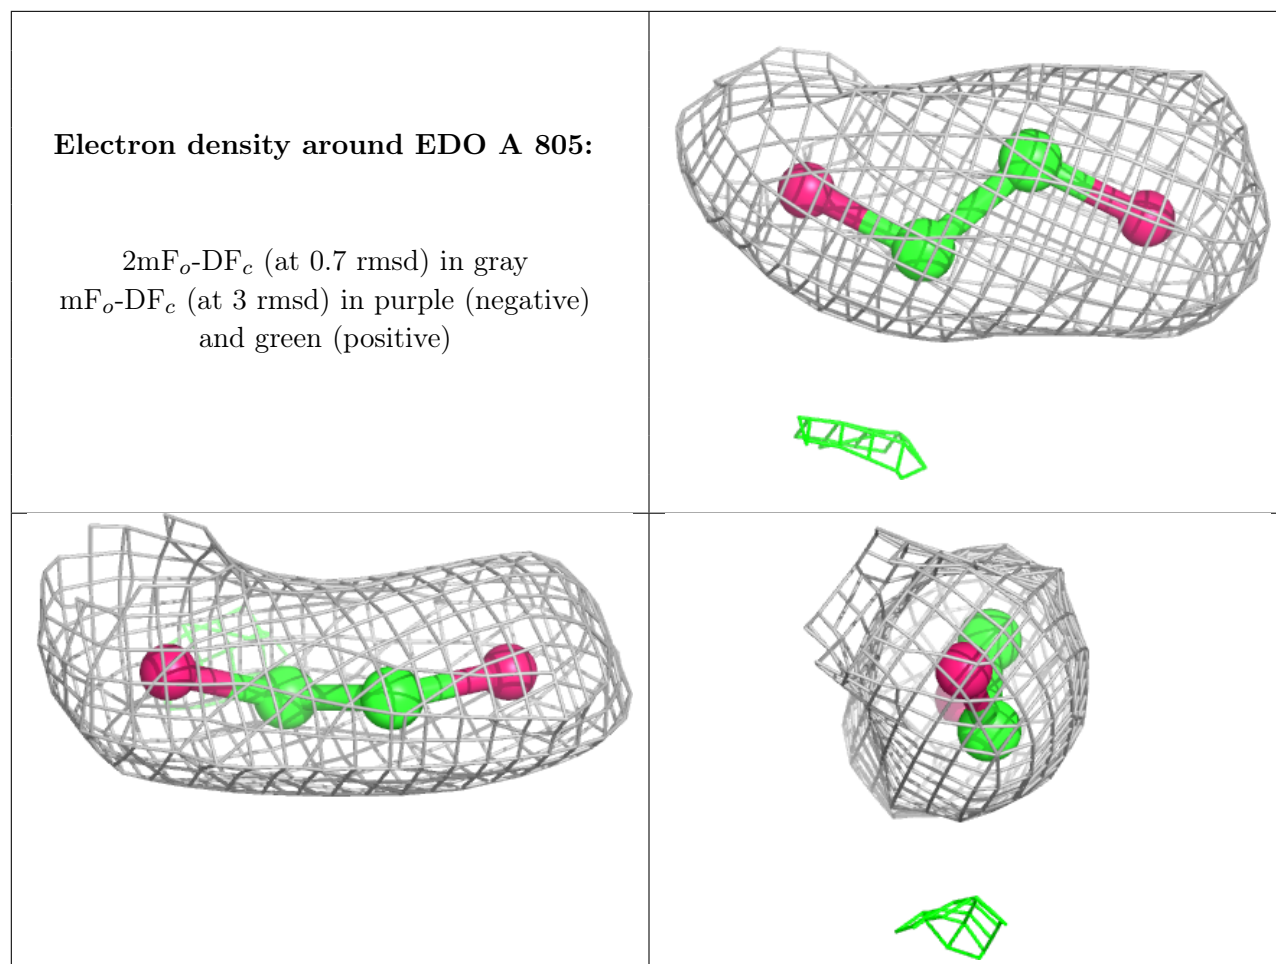 Electron density around EDO A 805:
2mFo-DFc (at 0.7 rmsd) in gray
mFo-DFc (at 3 rmsd) in purple (negative)
and green (positive)